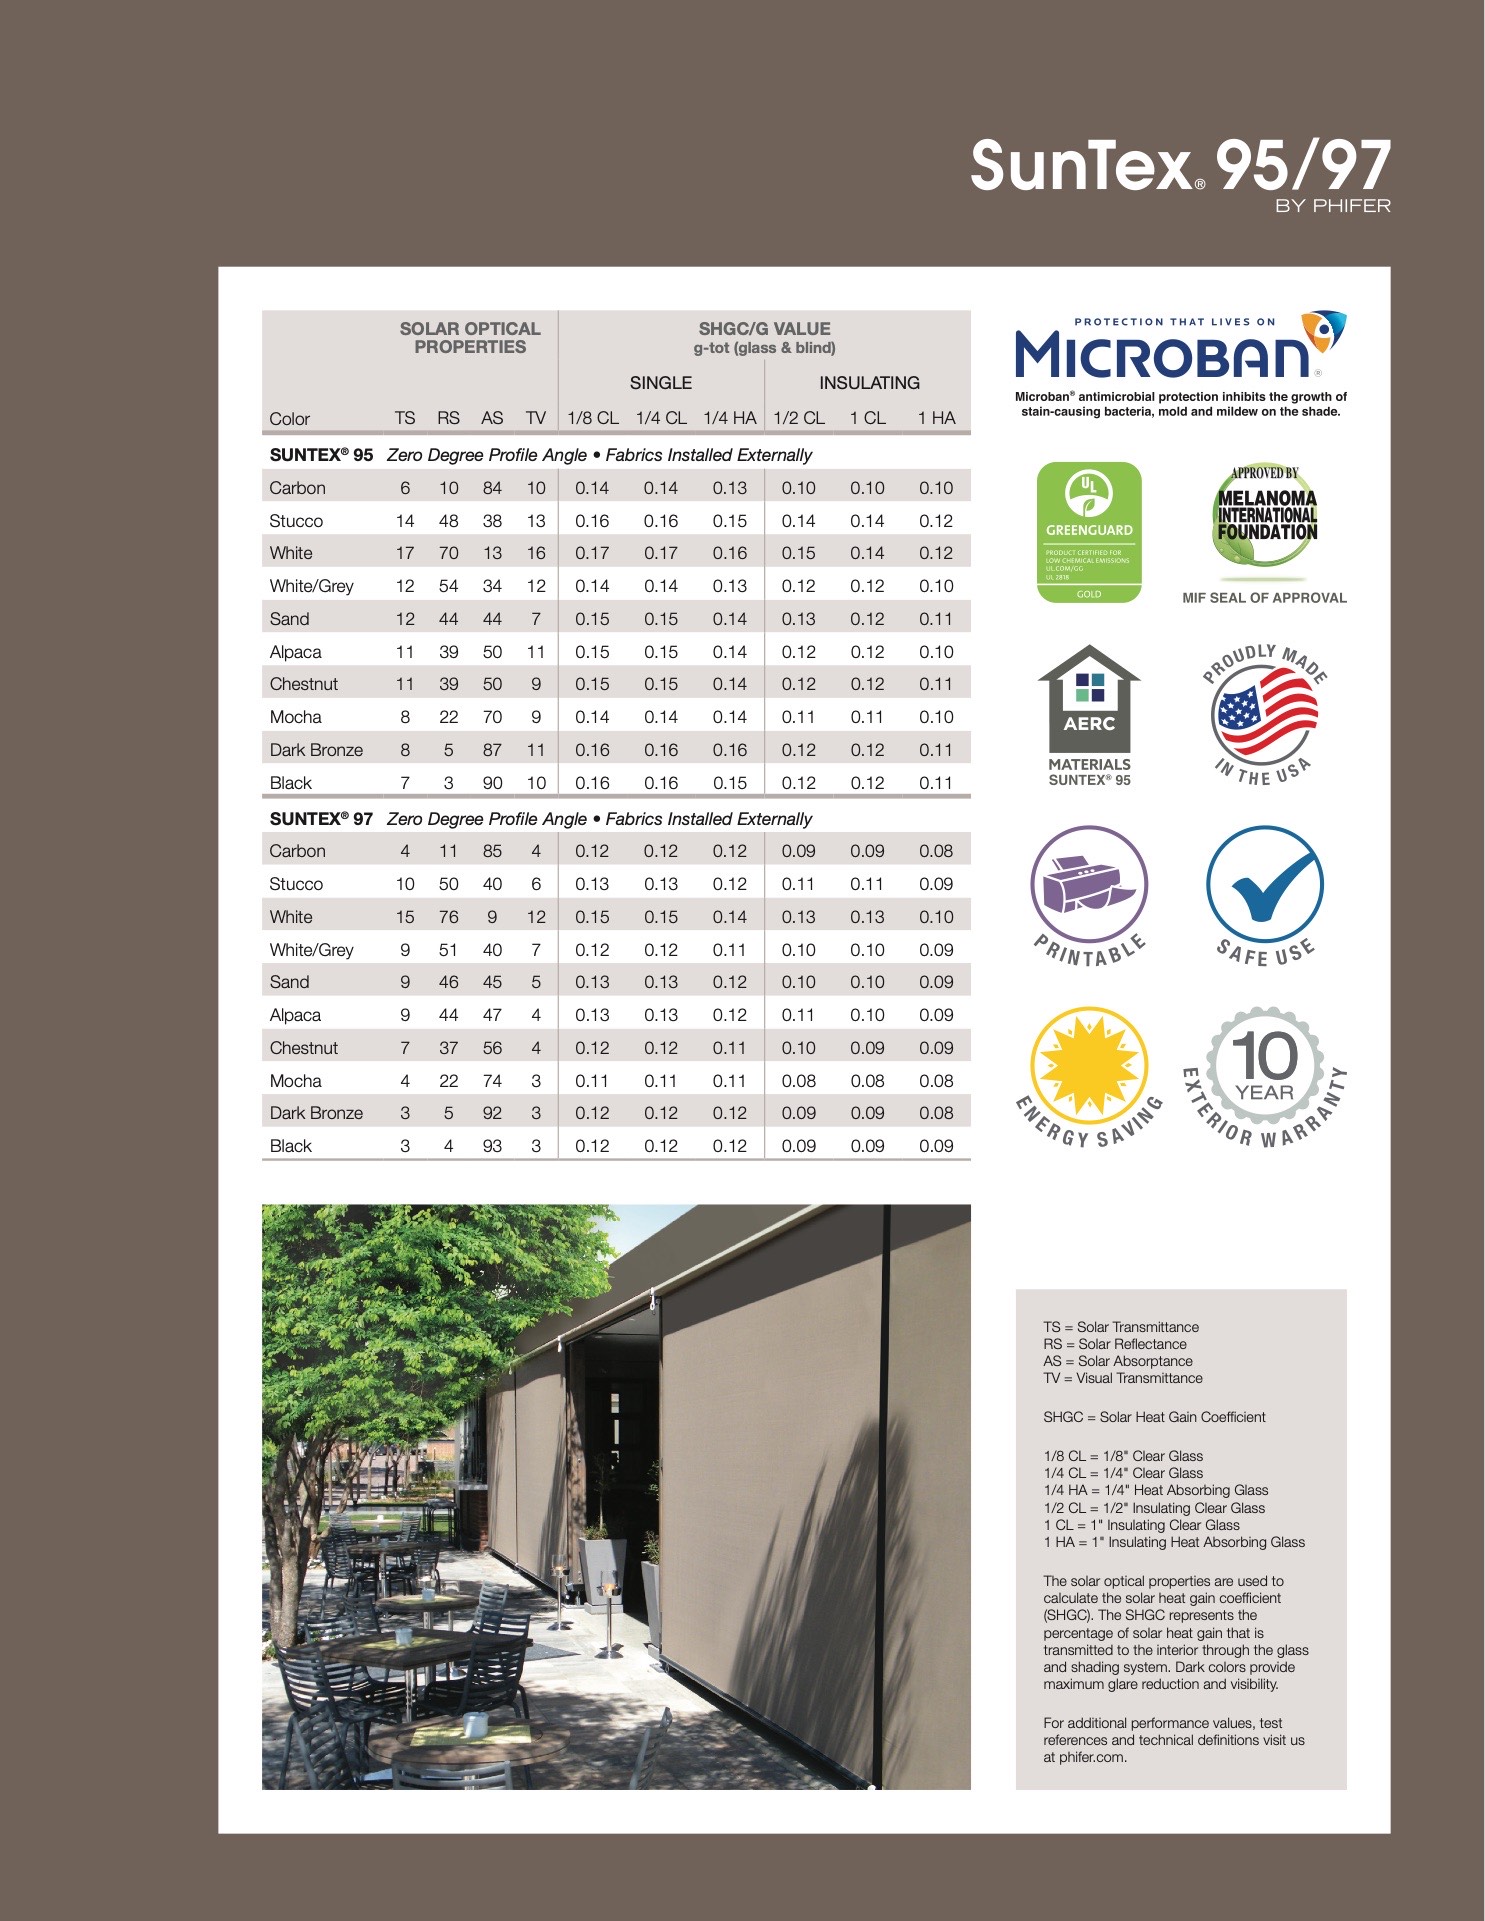 SunTex® 95/97
BY PHIFER
SOLAR OPTICAL
PROPERTIES
SHGC/G VALUE
g-tot (glass & blind)
SINGLE INSULATING
Color TS RS AS TV 1/8 CL 1/4 CL 1/4 HA 1/2 CL 1 CL 1 HA
SUNTEX® 95 Zero Degree Profile Angle • Fabrics Installed Externally
Carbon 6 10 84 10 0.14 0.14 0.13 0.10 0.10 0.10
Stucco 14 48 38 13 0.16 0.16 0.15 0.14 0.14 0.12
White 17 70 13 16 0.17 0.17 0.16 0.15 0.14 0.12
White/Grey 12 54 34 12 0.14 0.14 0.13 0.12 0.12 0.10
Sand 12 44 44 7 0.15 0.15 0.14 0.13 0.12 0.11
Alpaca 11 39 50 11 0.15 0.15 0.14 0.12 0.12 0.10
Chestnut 11 39 50 9 0.15 0.15 0.14 0.12 0.12 0.11
Mocha 8 22 70 9 0.14 0.14 0.14 0.11 0.11 0.10
Dark Bronze 8 5 87 11 0.16 0.16 0.16 0.12 0.12 0.11
Black 7 3 90 10 0.16 0.16 0.15 0.12 0.12 0.11
SUNTEX® 97 Zero Degree Profile Angle • Fabrics Installed Externally
Carbon 4 11 85 4 0.12 0.12 0.12 0.09 0.09 0.08
Stucco 10 50 40 6 0.13 0.13 0.12 0.11 0.11 0.09
White 15 76 9 12 0.15 0.15 0.14 0.13 0.13 0.10
White/Grey 9 51 40 7 0.12 0.12 0.11 0.10 0.10 0.09
Sand 9 46 45 5 0.13 0.13 0.12 0.10 0.10 0.09
Alpaca 9 44 47 4 0.13 0.13 0.12 0.11 0.10 0.09
Chestnut 7 37 56 4 0.12 0.12 0.11 0.10 0.09 0.09
Mocha 4 22 74 3 0.11 0.11 0.11 0.08 0.08 0.08
Dark Bronze 3 5 92 3 0.12 0.12 0.12 0.09 0.09 0.08
Black 3 4 93 3 0.12 0.12 0.12 0.09 0.09 0.09
PROTECTION THAT LIVES ON
MICROBAN®
Microban® antimicrobial protection inhibits the growth of
stain-causing bacteria, mold and mildew on the shade.
UL
GREENGUARD
PRODUCT CERTIFIED FOR
LOW CHEMICAL EMISSIONS
UL.COM/GG
UL 2818
GOLD
APPROVED BY
MELANOMA
INTERNATIONAL
FOUNDATION
MIF SEAL OF APPROVAL
AERC
MATERIALS
SUNTEX® 95
PROUDLY MADE
IN THE USA
PRINTABLE
SAFE USE
ENERGY SAVING
10
YEAR
EXTERIOR WARRANTY
TS = Solar Transmittance
RS = Solar Reflectance
AS = Solar Absorptance
TV = Visual Transmittance
SHGC = Solar Heat Gain Coefficient
1/8 CL = 1/8" Clear Glass
1/4 CL = 1/4" Clear Glass
1/4 HA = 1/4" Heat Absorbing Glass
1/2 CL = 1/2" Insulating Clear Glass
1 CL = 1" Insulating Clear Glass
1 HA = 1" Insulating Heat Absorbing Glass
The solar optical properties are used to
calculate the solar heat gain coefficient
(SHGC). The SHGC represents the
percentage of solar heat gain that is
transmitted to the interior through the glass
and shading system. Dark colors provide
maximum glare reduction and visibility.
For additional performance values, test
references and technical definitions visit us
at phifer.com.